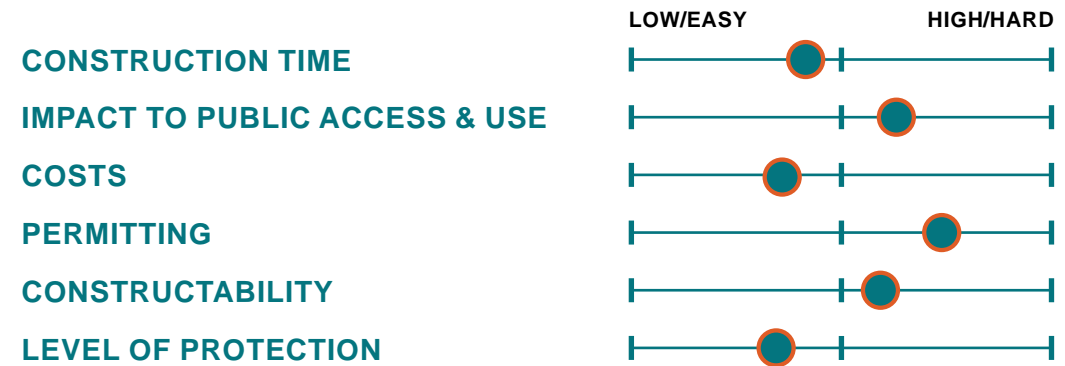 LOW/EASY HIGH/HARD
CONSTRUCTION TIME
IMPACT TO PUBLIC ACCESS & USE
COSTS
PERMITTING
CONSTRUCTABILITY
LEVEL OF PROTECTION